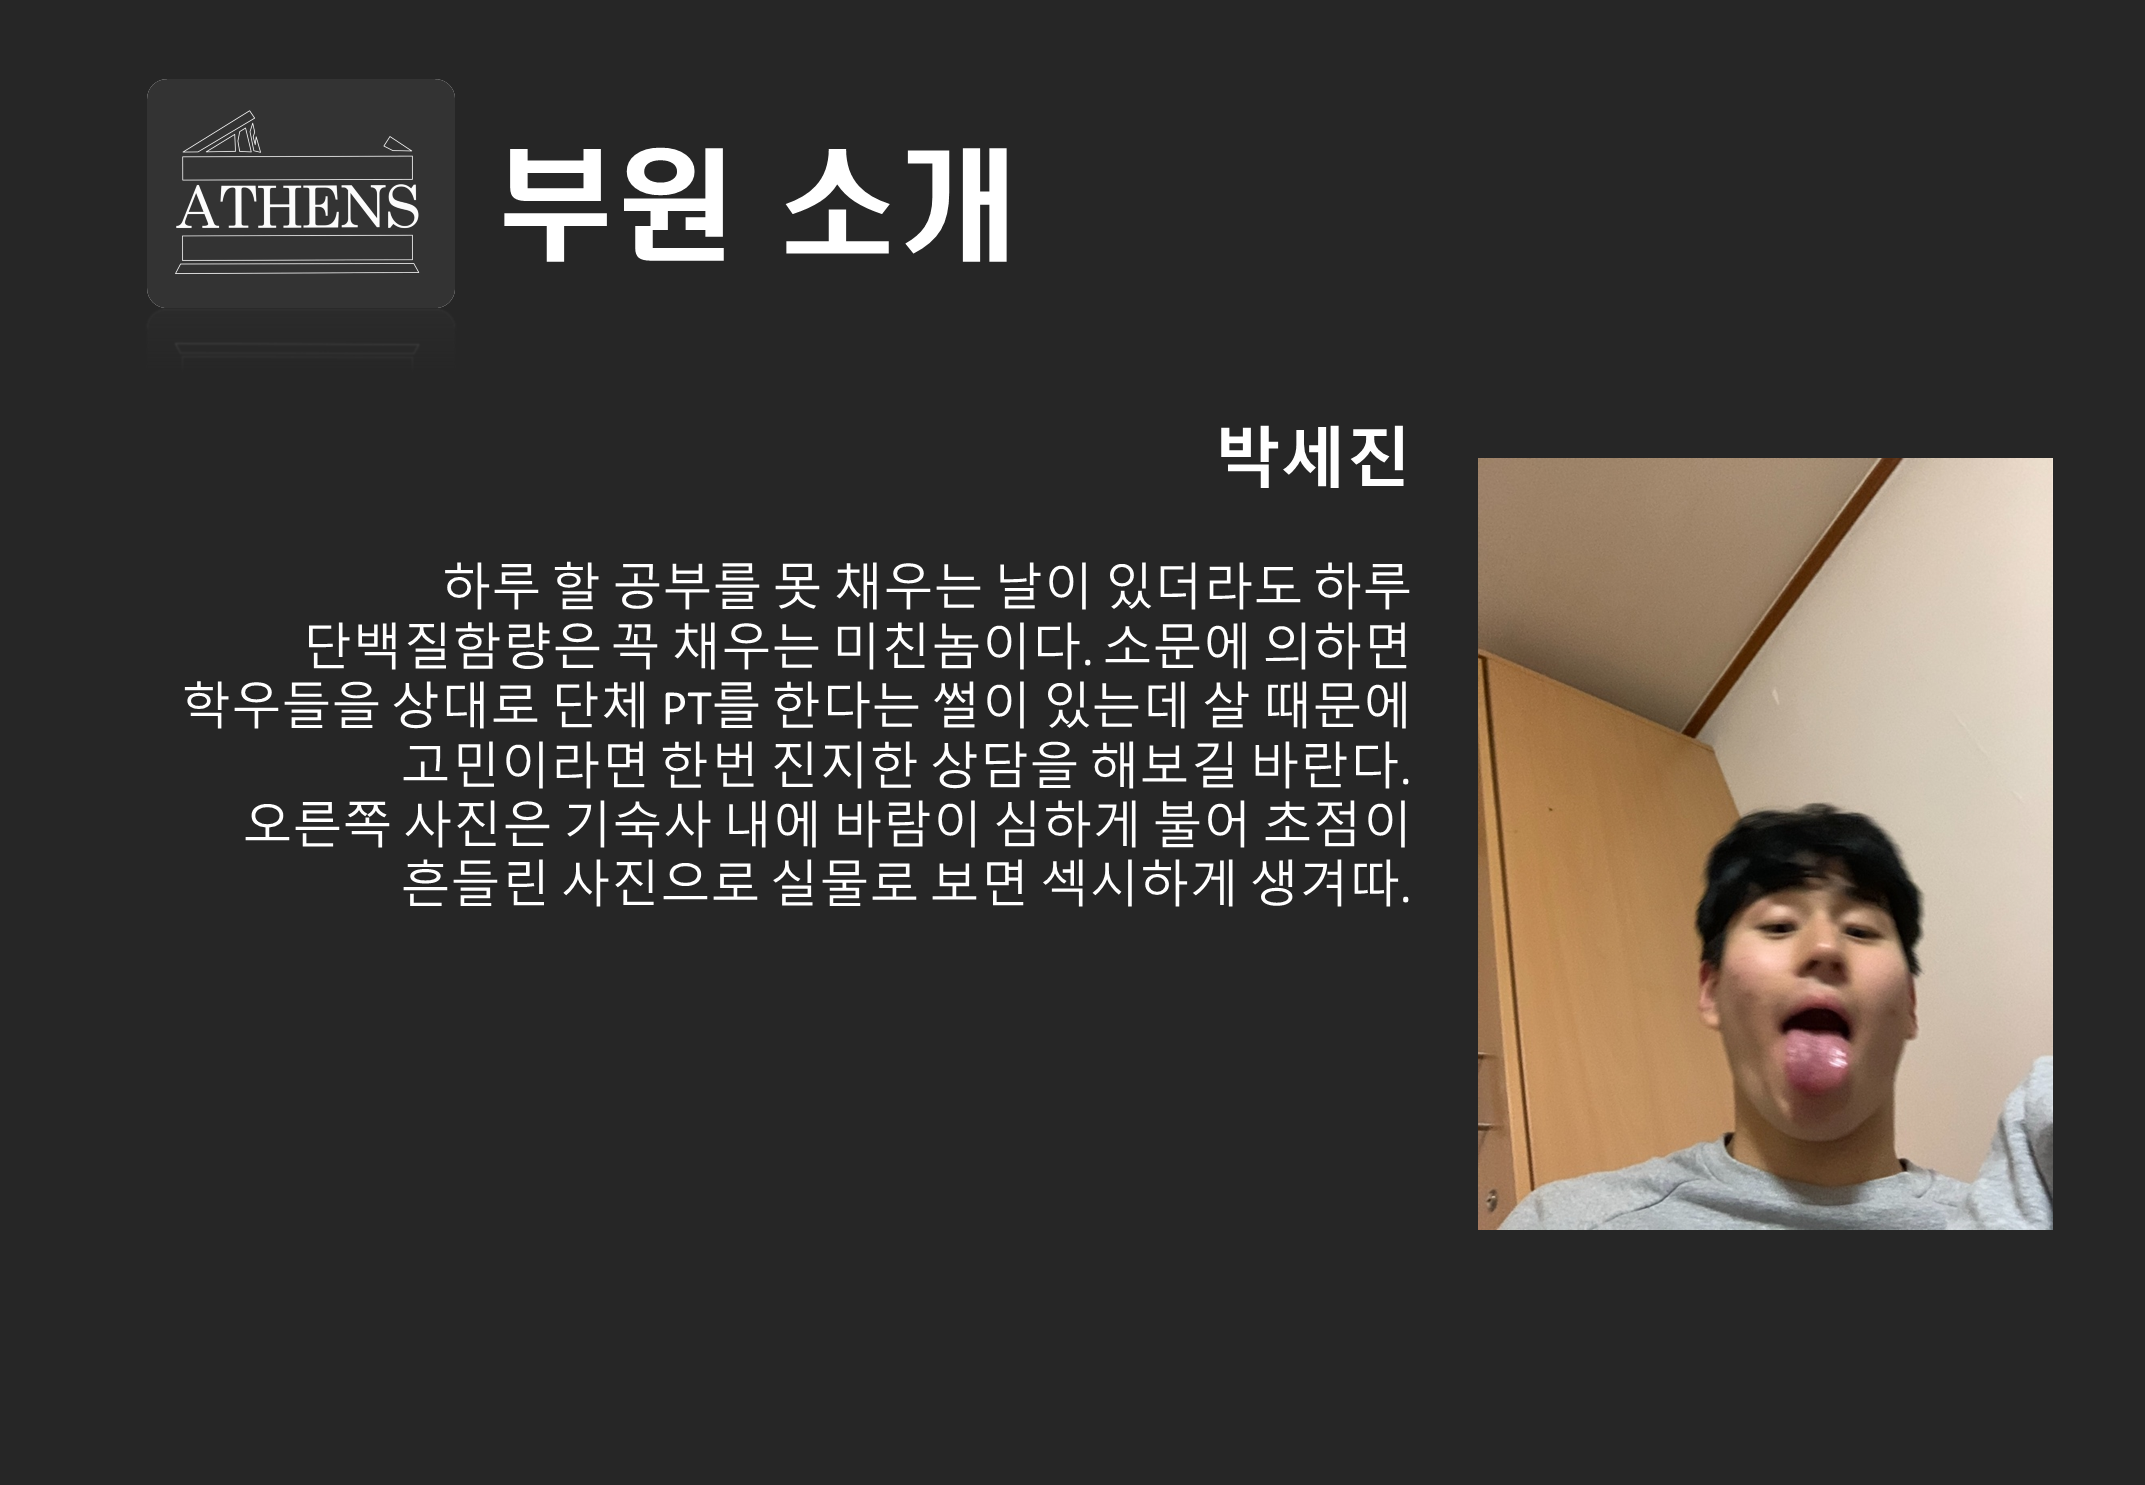 ATHENS
부원 소개
박세진
하루 할 공부를 못 채우는 날이 있더라도 하루
단백질함량은 꼭 채우는 미친놈이다. 소문에 의하면
학우들을 상대로 단체 PT를 한다는 썰이 있는데 살 때문에
고민이라면 한번 진지한 상담을 해보길 바란다.
오른쪽 사진은 기숙사 내에 바람이 심하게 불어 초점이
흔들린 사진으로 실물로 보면 섹시하게 생겨따.